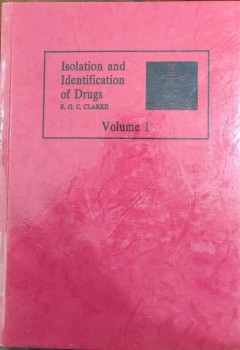 Isolation and
Identification
of Drugs
E. G. C. CLARKE
Volume 1